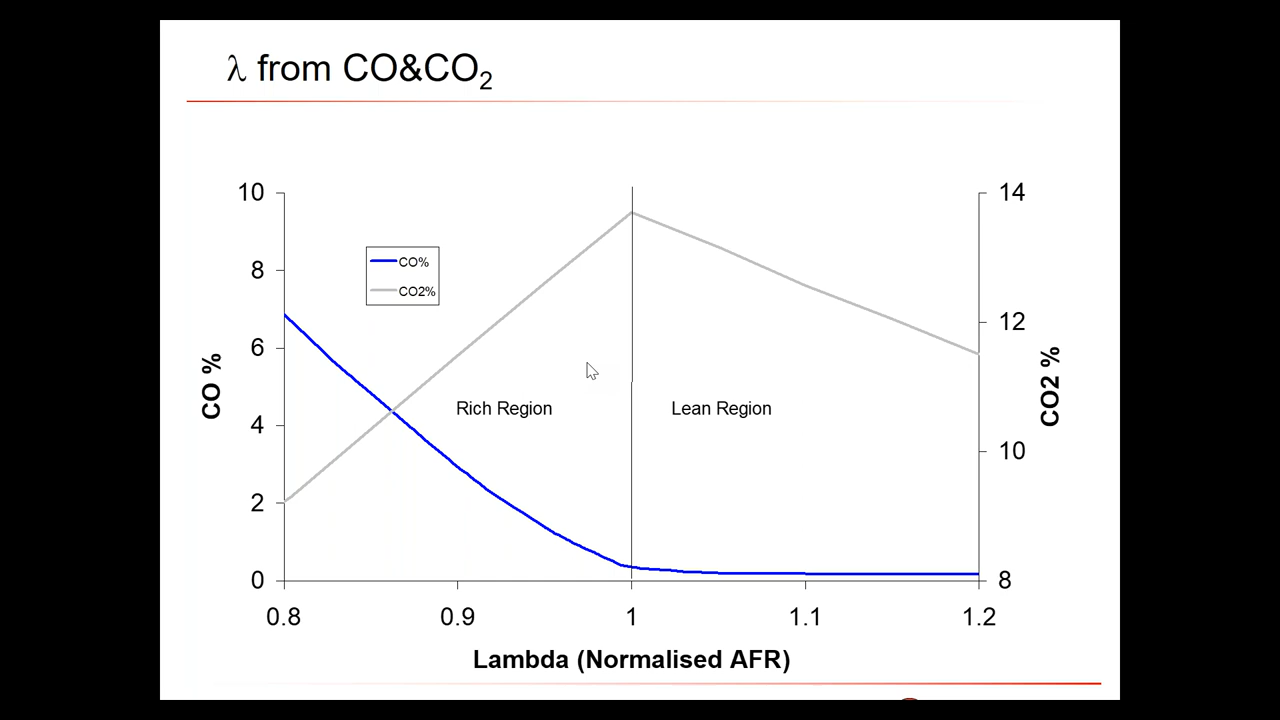 λ from CO&CO₂
10
14
8
CO%
CO2%
12
6
CO %
CO2 %
4
Rich Region
Lean Region
10
2
0
8
0.8
0.9
1
1.1
1.2
Lambda (Normalised AFR)